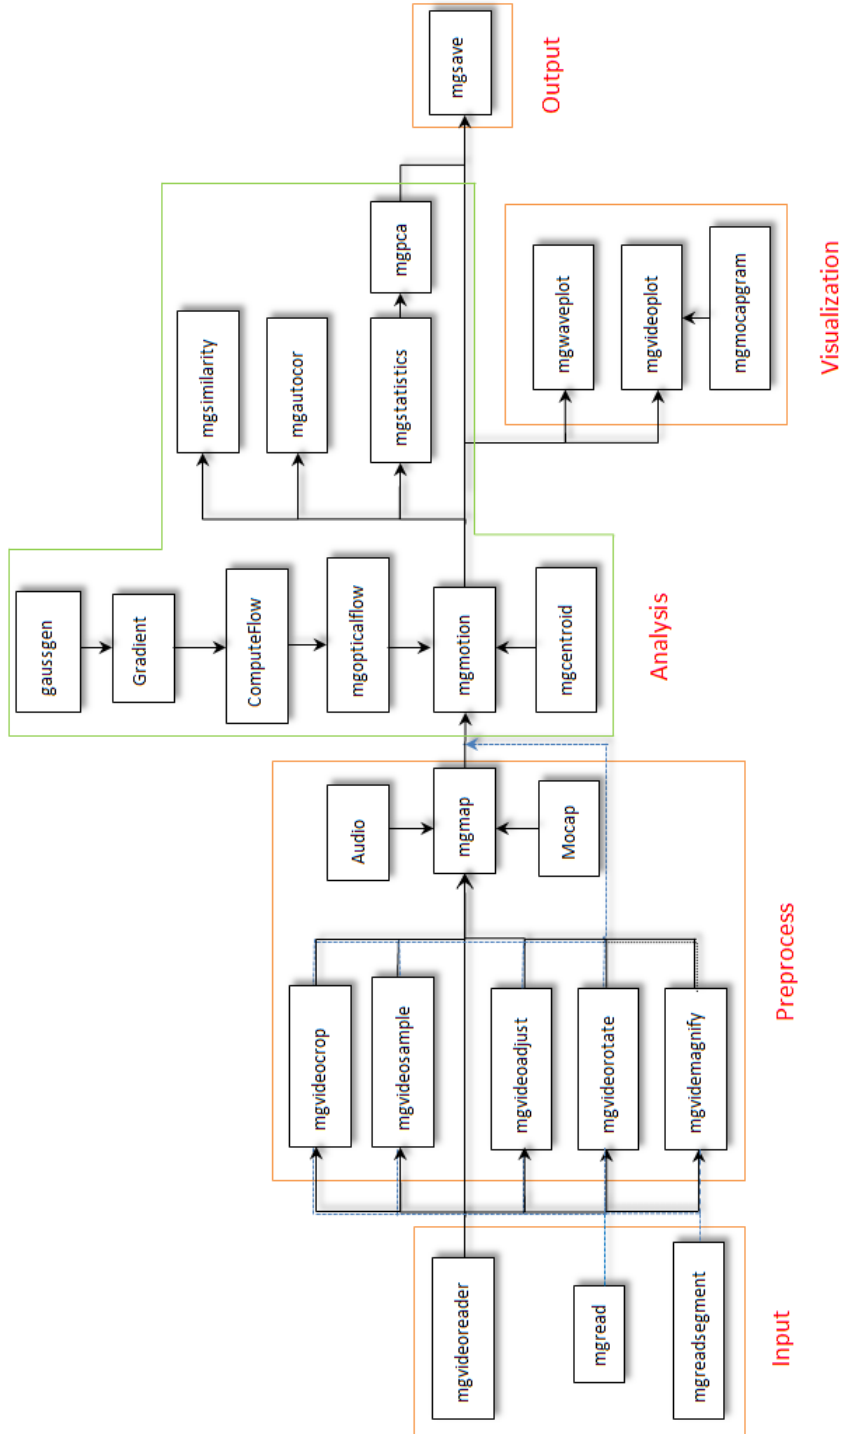 mgvideoreader
mgread
mgreadsegment
Input
mgvideocrop
mgvideosample
mgvideoadjust
mgvideorotate
mgvidemagnify
Audio
mgmap
Mocap
Preprocess
gaussgen
Gradient
ComputeFlow
mgopticalflow
mgmotion
mgcentroid
mgsimilarity
mgautocor
mgstatistics
mgpca
Analysis
mgwaveplot
mgvideoplot
mgmocapgram
Visualization
mgsave
Output